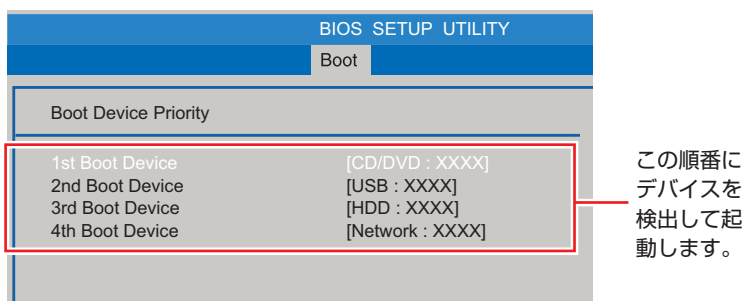 BIOS SETUP UTILITY
Boot
Boot Device Priority
1st Boot Device [CD/DVD : XXXX]
2nd Boot Device [USB : XXXX]
3rd Boot Device [HDD : XXXX]
4th Boot Device [Network : XXXX]
この順番に
デバイスを
検出して起
動します。